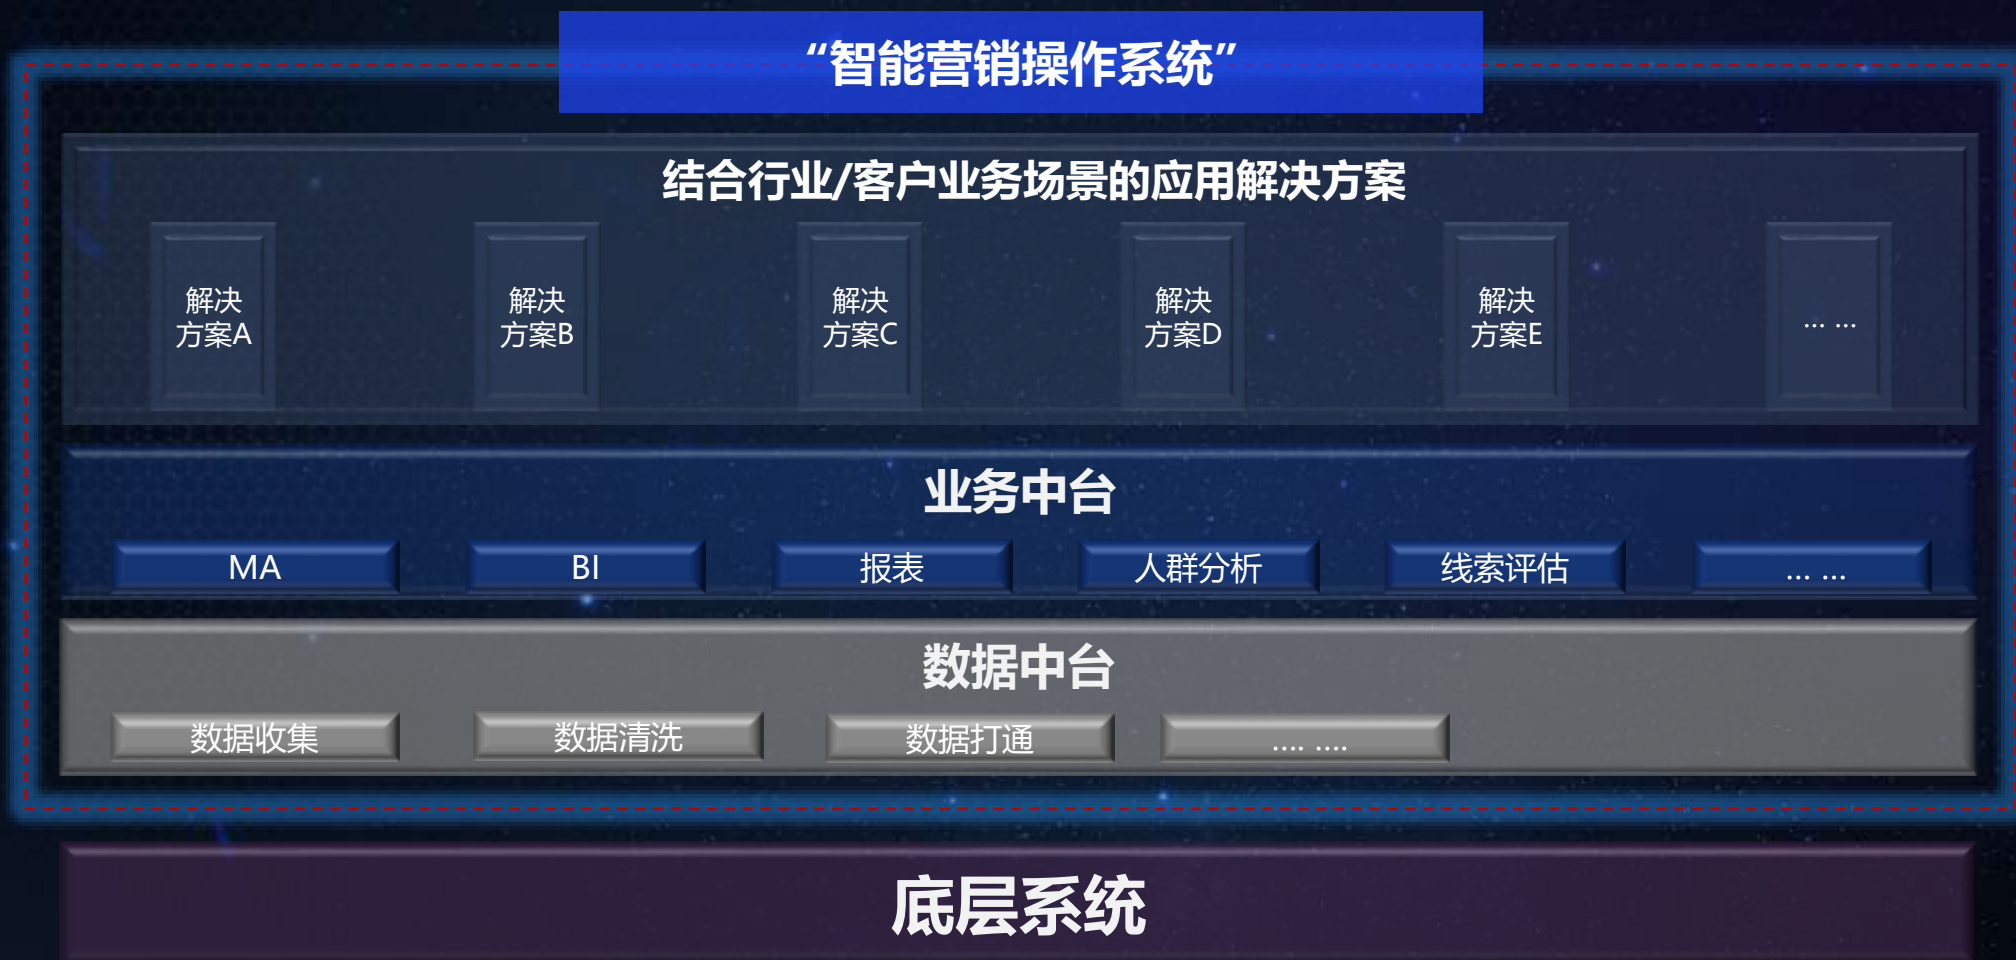 “智能营销操作系统”
结合行业/客户业务场景的应用解决方案
解决
方案A
解决
方案B
解决
方案C
解决
方案D
解决
方案E
... ...
业务中台
MA
BI
报表
人群分析
线索评估
... ...
数据中台
数据收集
数据清洗
数据打通
.... ....
底层系统